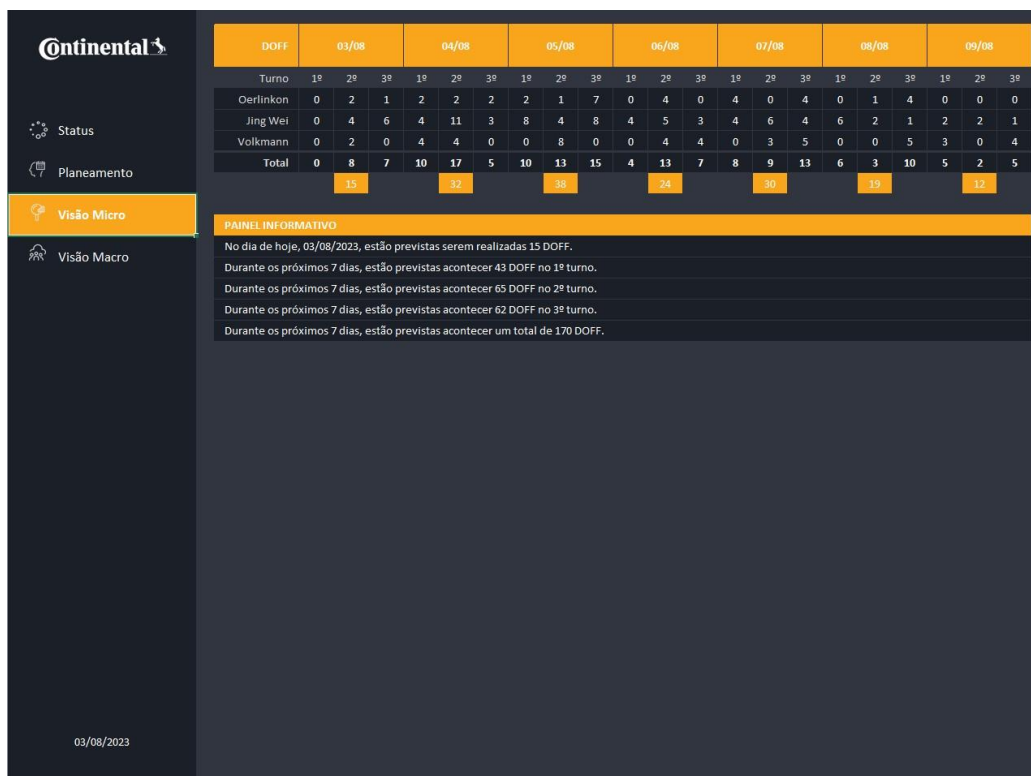 Continental
Status
Planeamento
Visão Micro
Visão Macro
03/08/2023
DOFF 03/08 04/08 05/08 06/08 07/08 08/08 09/08
Turno 1º 2º 3º 1º 2º 3º 1º 2º 3º 1º 2º 3º 1º 2º 3º 1º 2º 3º 1º 2º 3º
Oerlinkon 0 2 1 2 2 2 2 1 7 0 4 0 4 0 4 0 1 4 0 0 0
Jing Wei 0 4 6 4 11 3 8 4 8 4 5 3 4 6 4 6 2 1 2 2 1
Volkmann 0 2 0 4 4 0 0 8 0 0 4 4 0 3 5 0 0 5 3 0 4
Total 0 8 7 10 17 5 10 13 15 4 13 7 8 9 13 6 3 10 5 2 5
15 32 38 24 30 19 12
PAINEL INFORMATIVO
No dia de hoje, 03/08/2023, estão previstas serem realizadas 15 DOFF.
Durante os próximos 7 dias, estão previstas acontecer 43 DOFF no 1º turno.
Durante os próximos 7 dias, estão previstas acontecer 65 DOFF no 2º turno.
Durante os próximos 7 dias, estão previstas acontecer 62 DOFF no 3º turno.
Durante os próximos 7 dias, estão previstas acontecer um total de 170 DOFF.